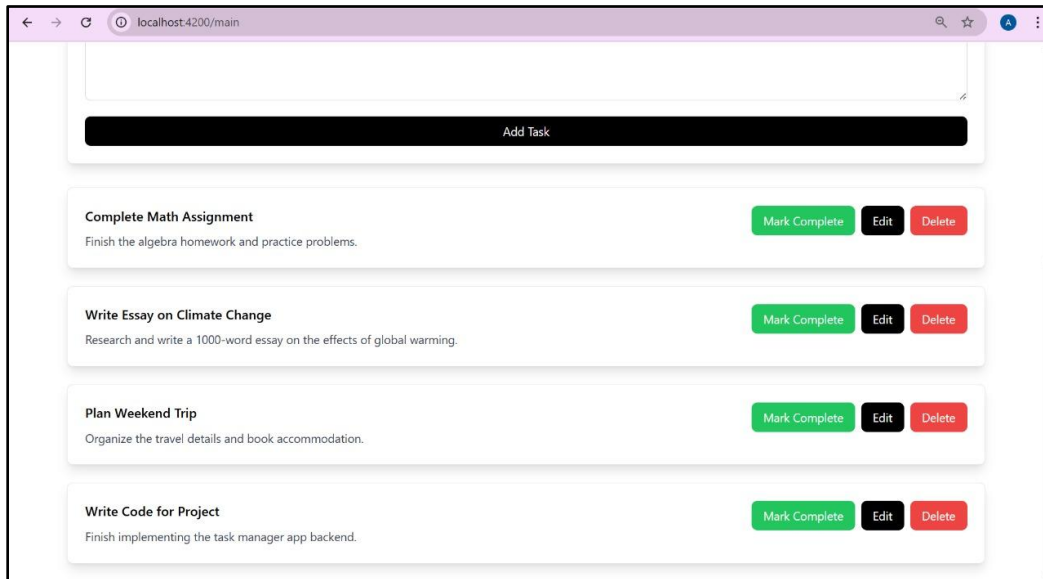 localhost:4200/main
A
Add Task
Complete Math Assignment
Finish the algebra homework and practice problems.
Mark Complete Edit Delete
Write Essay on Climate Change
Research and write a 1000-word essay on the effects of global warming.
Mark Complete Edit Delete
Plan Weekend Trip
Organize the travel details and book accommodation.
Mark Complete Edit Delete
Write Code for Project
Finish implementing the task manager app backend.
Mark Complete Edit Delete